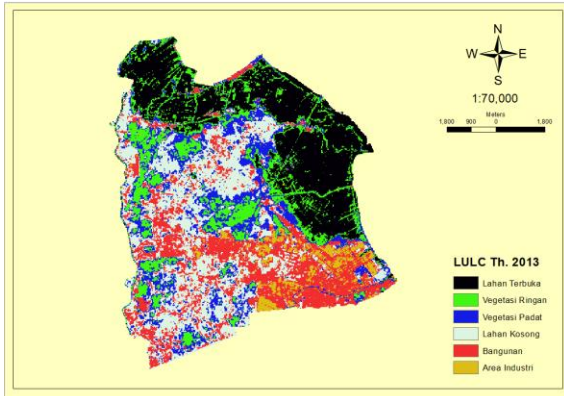 N
W E
S
1:70,000
Meters
1,800 900 0 1,800
LULC Th. 2013
Lahan Terbuka
Vegetasi Ringan
Vegetasi Padat
Lahan Kosong
Bangunan
Area Industri